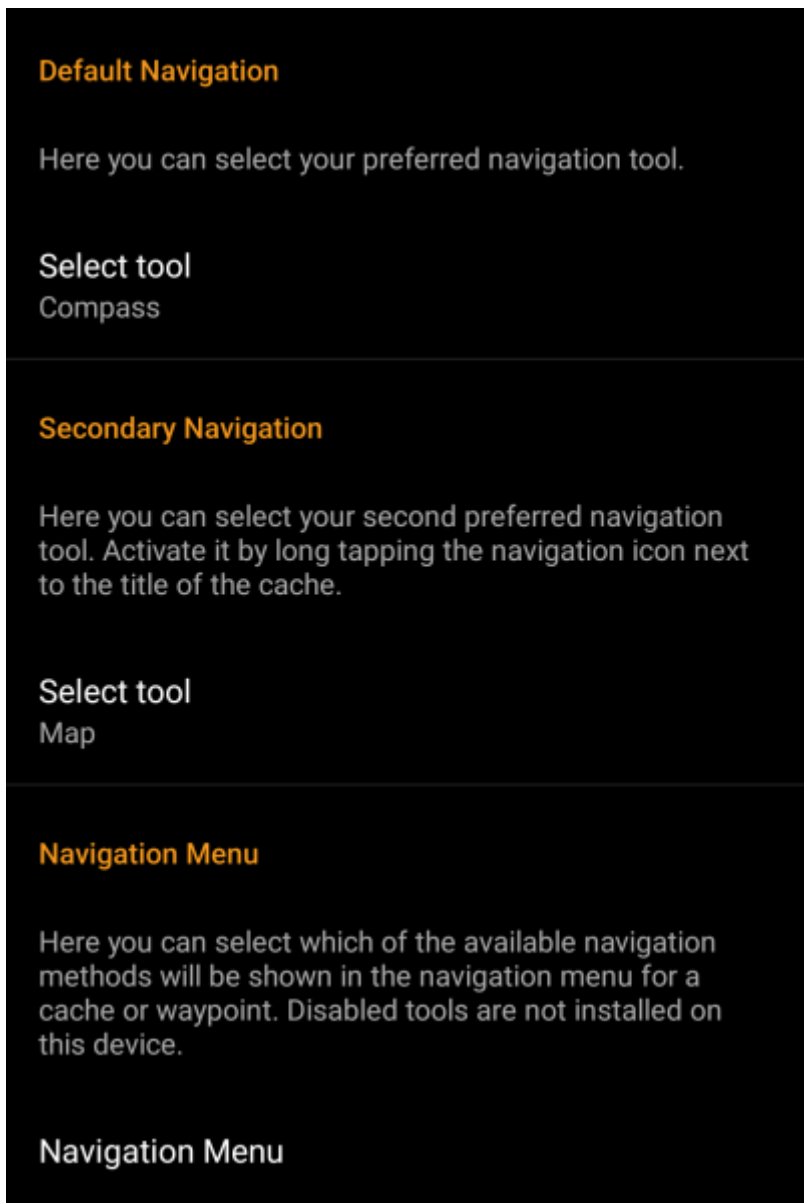 Default Navigation
Here you can select your preferred navigation tool.
Select tool
Compass
Secondary Navigation
Here you can select your second preferred navigation
tool. Activate it by long tapping the navigation icon next
to the title of the cache.
Select tool
Map
Navigation Menu
Here you can select which of the available navigation
methods will be shown in the navigation menu for a
cache or waypoint. Disabled tools are not installed on
this device.
Navigation Menu